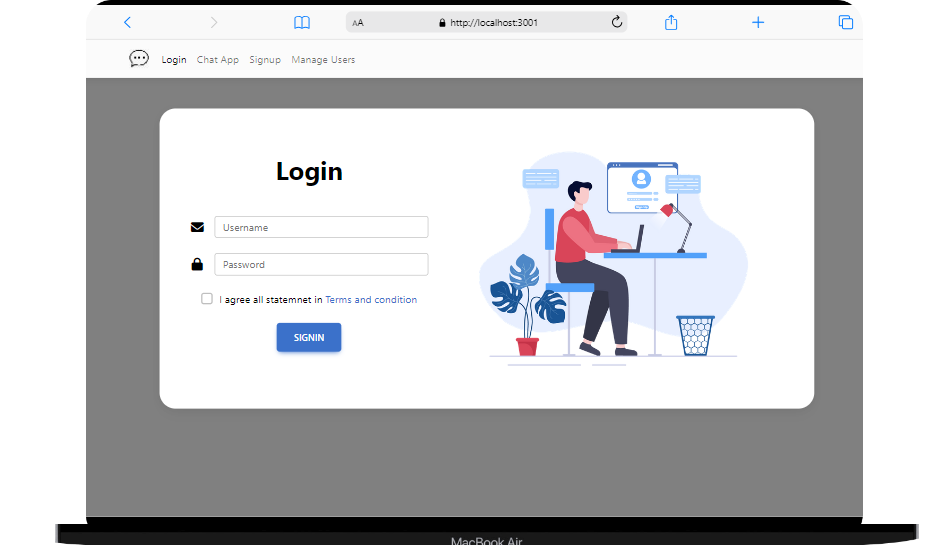 AA http://localhost:3001
Login Chat App Signup Manage Users
Login
Username
Password
I agree all statemnet in Terms and condition
SIGNIN
MacBook Air